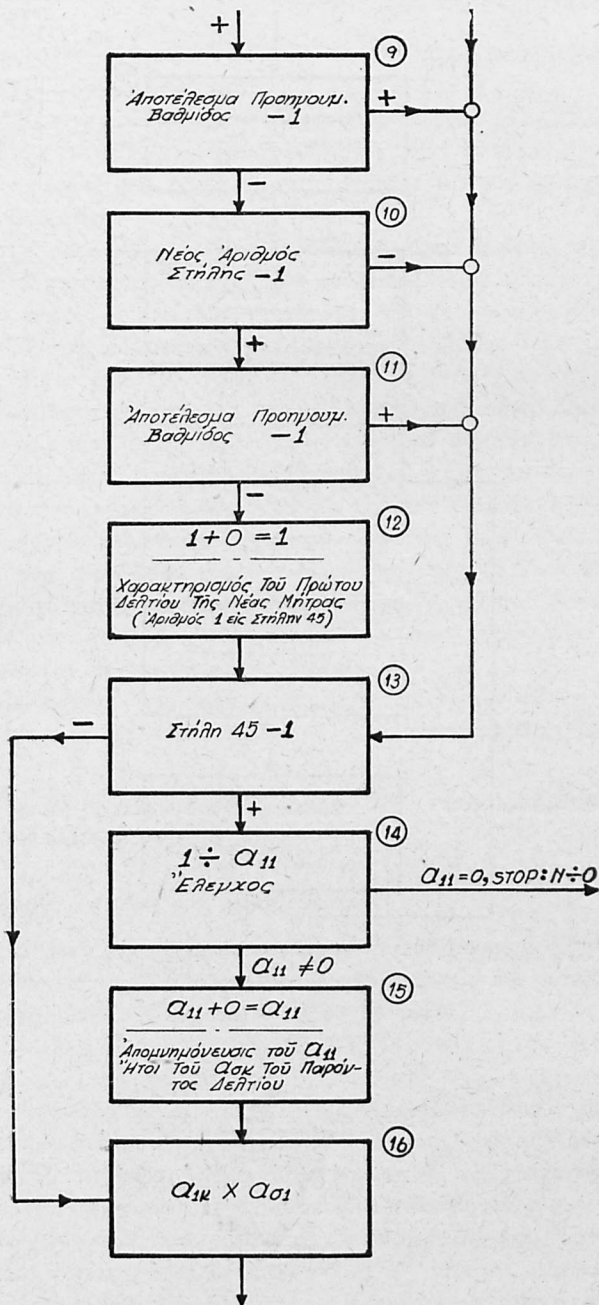 +
⑨
Ἀποτέλεσμα Προηγουμ.
Βαθμίδος −1
+
−
⑩
Νέος Ἀριθμός
Στήλης −1
−
+
⑪
Ἀποτέλεσμα Προηγουμ.
Βαθμίδος −1
+
−
⑫
1+0=1
Χαρακτηρισμός Τοῦ Πρώτου
Δελτίου Τῆς Νέας Μήτρας
(Ἀριθμός 1 εἰς Στήλην 45)
⑬
Στήλη 45 −1
−
+
⑭
1÷α₁₁
Ἔλεγχος
α₁₁=0, STOP: N÷0
α₁₁≠0
⑮
α₁₁+0=α₁₁
Ἀπομνημόνευσις τοῦ α₁₁,
Ἤτοι Τοῦ ασκ Τοῦ Παρόν-
τος Δελτίου
⑯
α₁κ × ασ₁